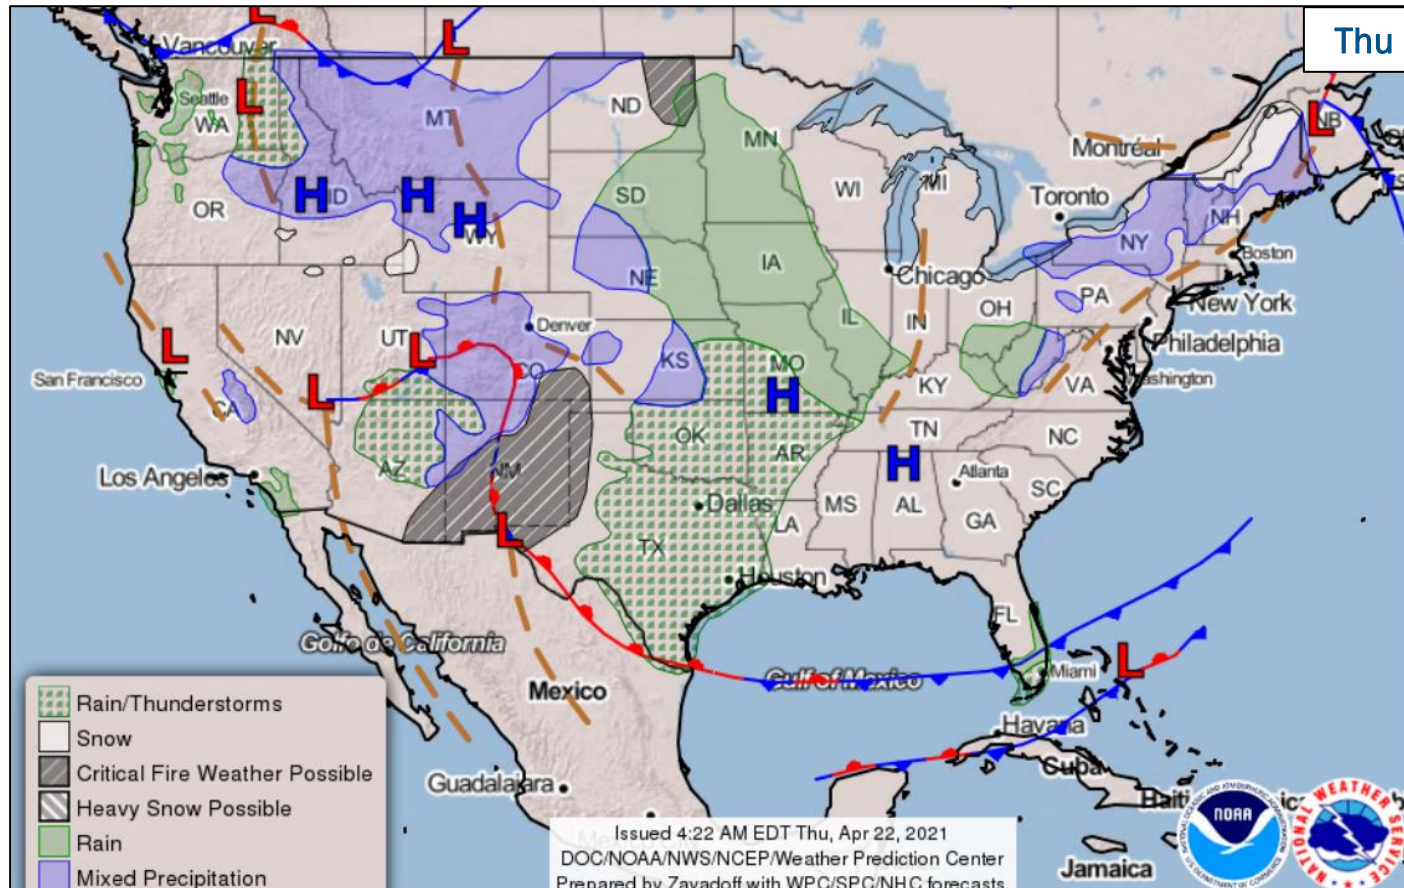 Thu
Vancouver
Seattle
WA
MT
ND
MN
Montréal
NB
OR
ID
SD
WI
MI
Toronto
WY
NE
IA
NY
NH
Boston
Chicago
NV
UT
Denver
CO
KS
MO
IL
IN
OH
PA
New York
Philadelphia
San Francisco
CA
KY
VA
Washington
AZ
NM
OK
AR
TN
NC
Los Angeles
Dallas
Atlanta
SC
TX
LA
MS
AL
GA
Houston
FL
Golfo de California
Gulf of Mexico
Miami
Mexico
Havana
Cuba
Guadalajara
Jamaica
L
L
L
L
L
L
L
L
L
H
H
H
H
H
Rain/Thunderstorms
Snow
Critical Fire Weather Possible
Heavy Snow Possible
Rain
Mixed Precipitation
Issued 4:22 AM EDT Thu, Apr 22, 2021
DOC/NOAA/NWS/NCEP/Weather Prediction Center
Prepared by Zavadoff with WPC/SPC/NHC forecasts
NOAA
NATIONAL WEATHER SERVICE